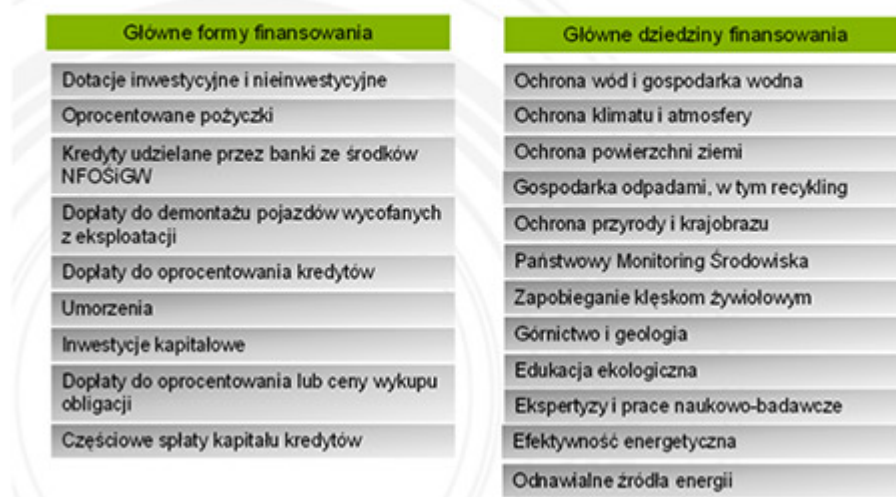 Główne formy finansowania
Dotacje inwestycyjne i nieinwestycyjne
Oprocentowane pożyczki
Kredyty udzielane przez banki ze środków
NFOŚiGW
Dopłaty do demontażu pojazdów wycofanych
z eksploatacji
Dopłaty do oprocentowania kredytów
Umorzenia
Inwestycje kapitałowe
Dopłaty do oprocentowania lub ceny wykupu
obligacji
Częściowe spłaty kapitału kredytów
Główne dziedziny finansowania
Ochrona wód i gospodarka wodna
Ochrona klimatu i atmosfery
Ochrona powierzchni ziemi
Gospodarka odpadami, w tym recykling
Ochrona przyrody i krajobrazu
Państwowy Monitoring Środowiska
Zapobieganie klęskom żywiołowym
Górnictwo i geologia
Edukacja ekologiczna
Ekspertyzy i prace naukowo-badawcze
Efektywność energetyczna
Odnawialne źródła energii